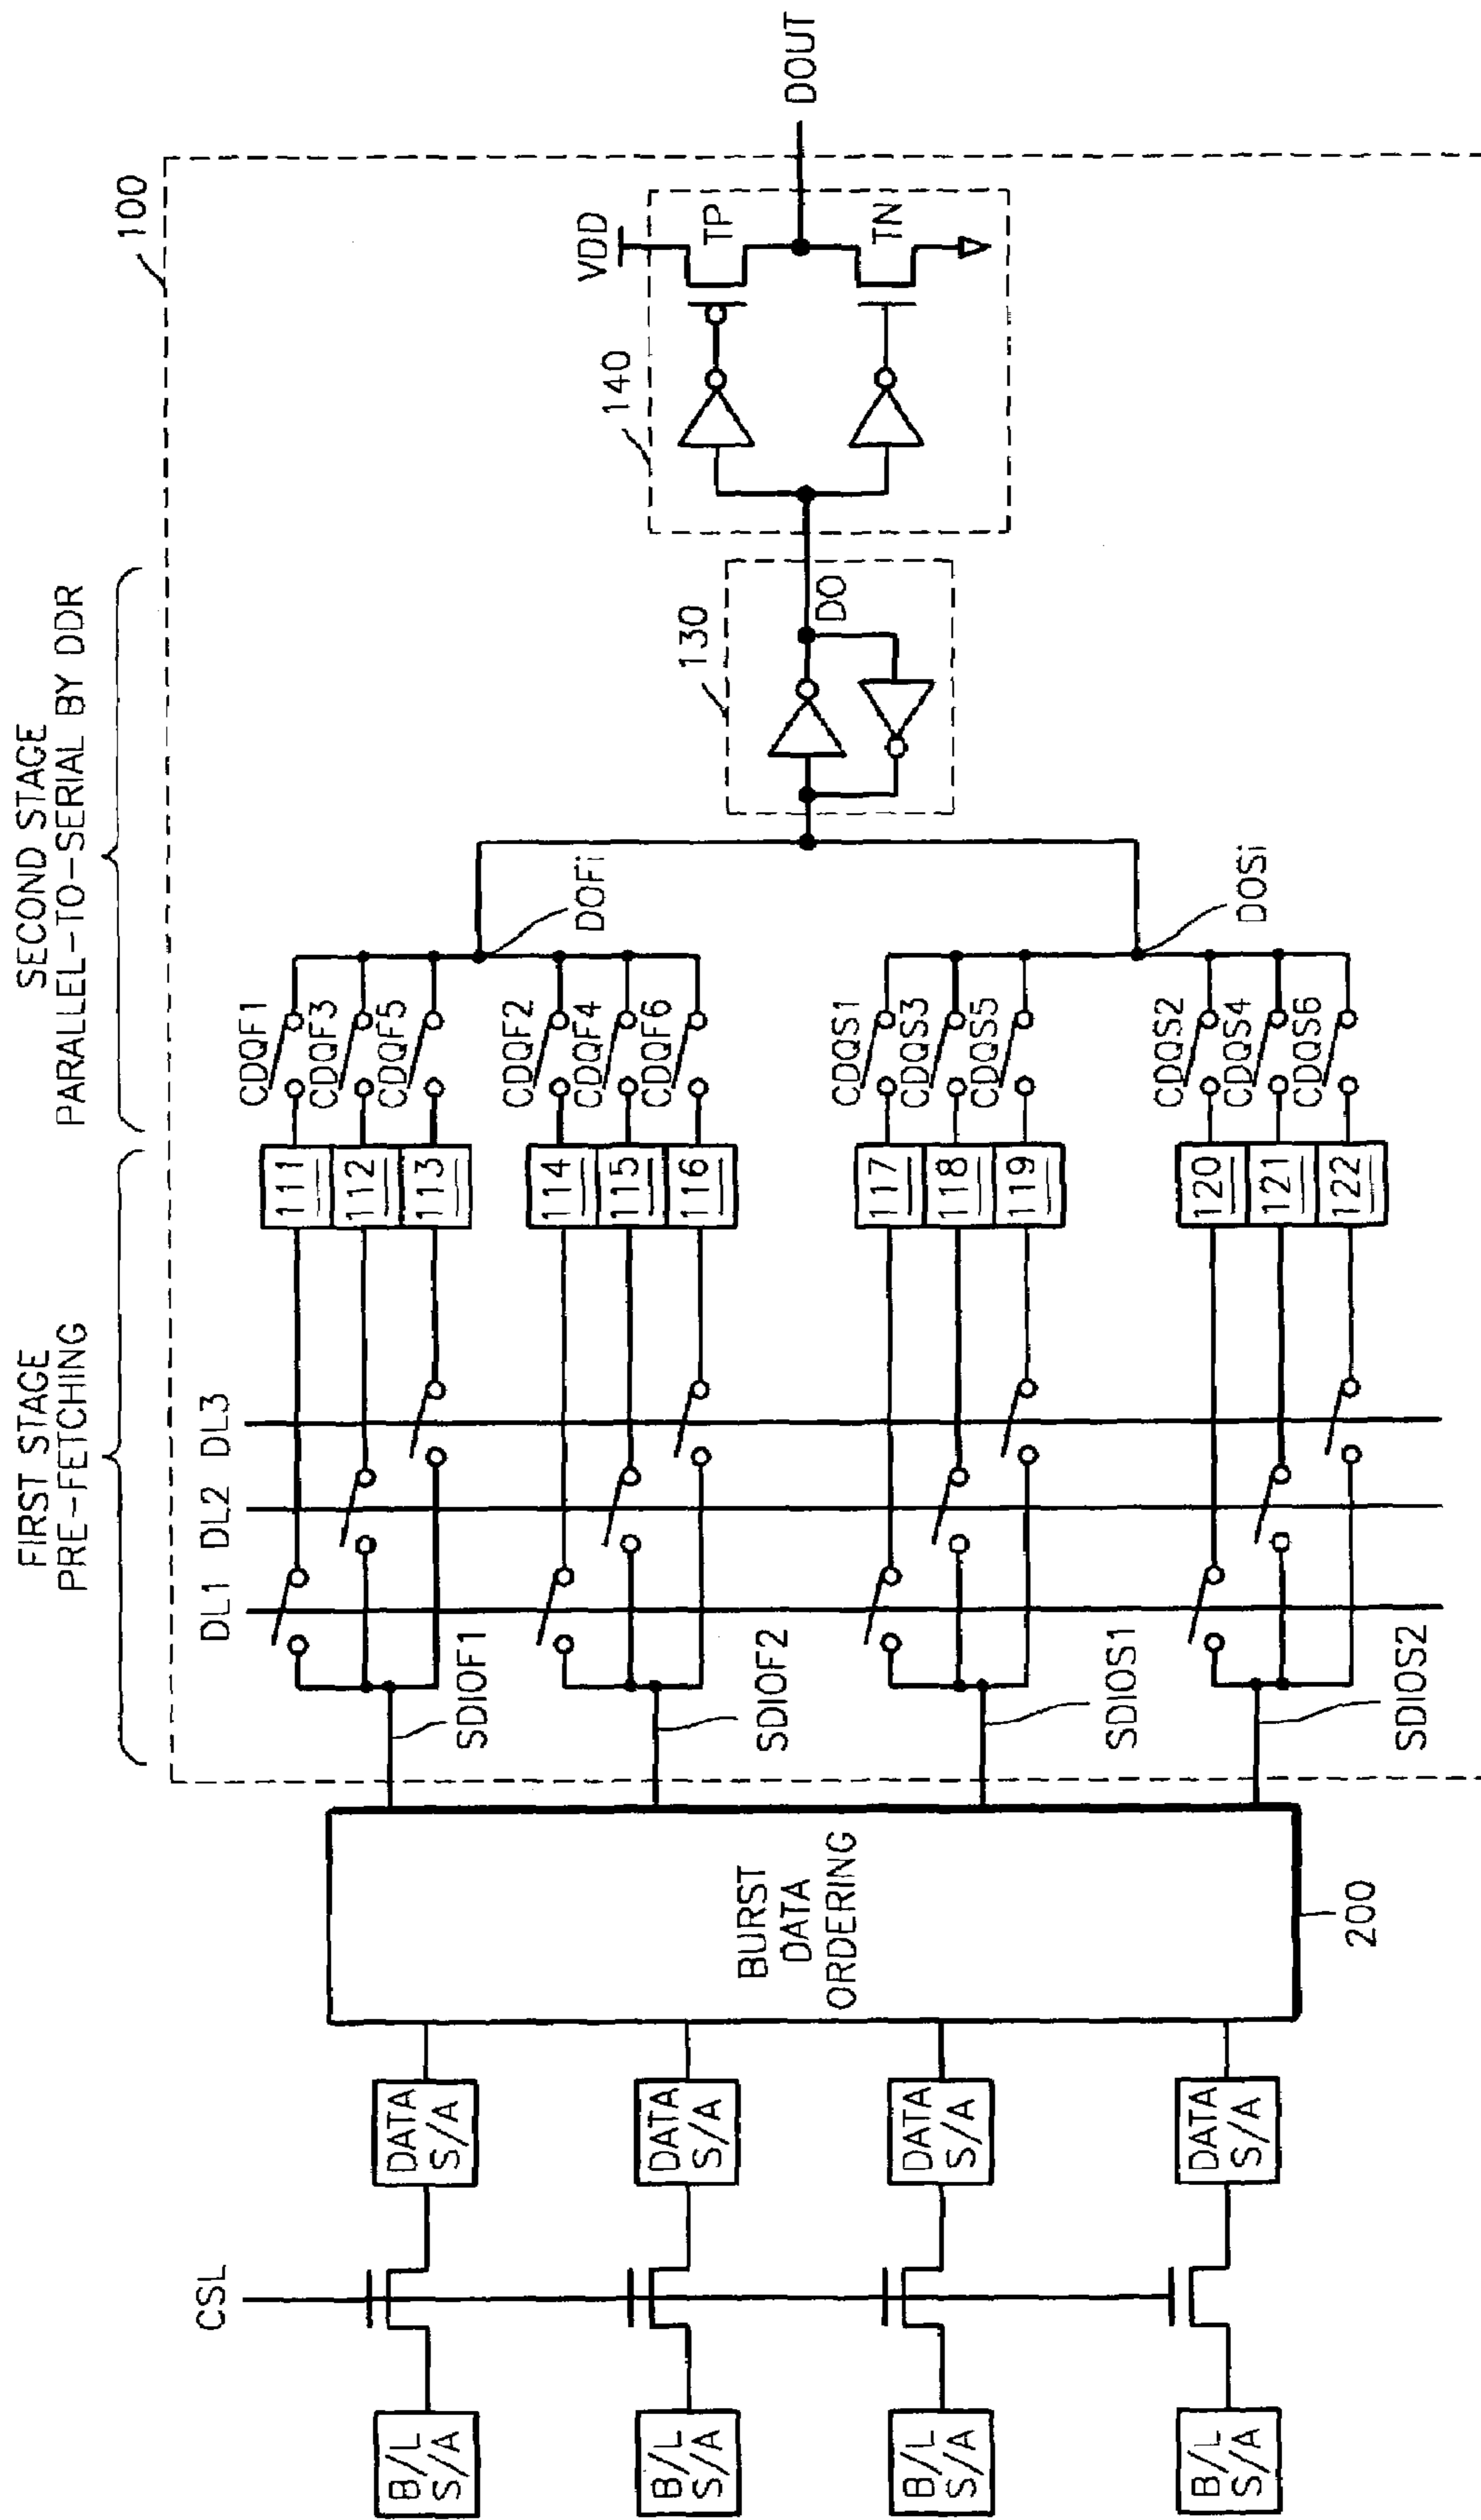 FIRST STAGE
PRE-FETCHING
SECOND STAGE
PARALLEL-TO-SERIAL BY DDR
100
CSL
DL1 DL2 DL3
B/L
S/A
DATA
S/A
B/L
S/A
DATA
S/A
B/L
S/A
DATA
S/A
B/L
S/A
DATA
S/A
BURST
DATA
ORDERING
200
SDIOF1
SDIOF2
SDIOS1
SDIOS2
111
112
113
114
115
116
117
118
119
120
121
122
CDQF1
CDQF3
CDQF5
CDQF2
CDQF4
CDQF6
CDQS1
CDQS3
CDQS5
CDQS2
CDQS4
CDQS6
DOFi
DOSi
130
DO
140
VDD
TP
TN
DOUT